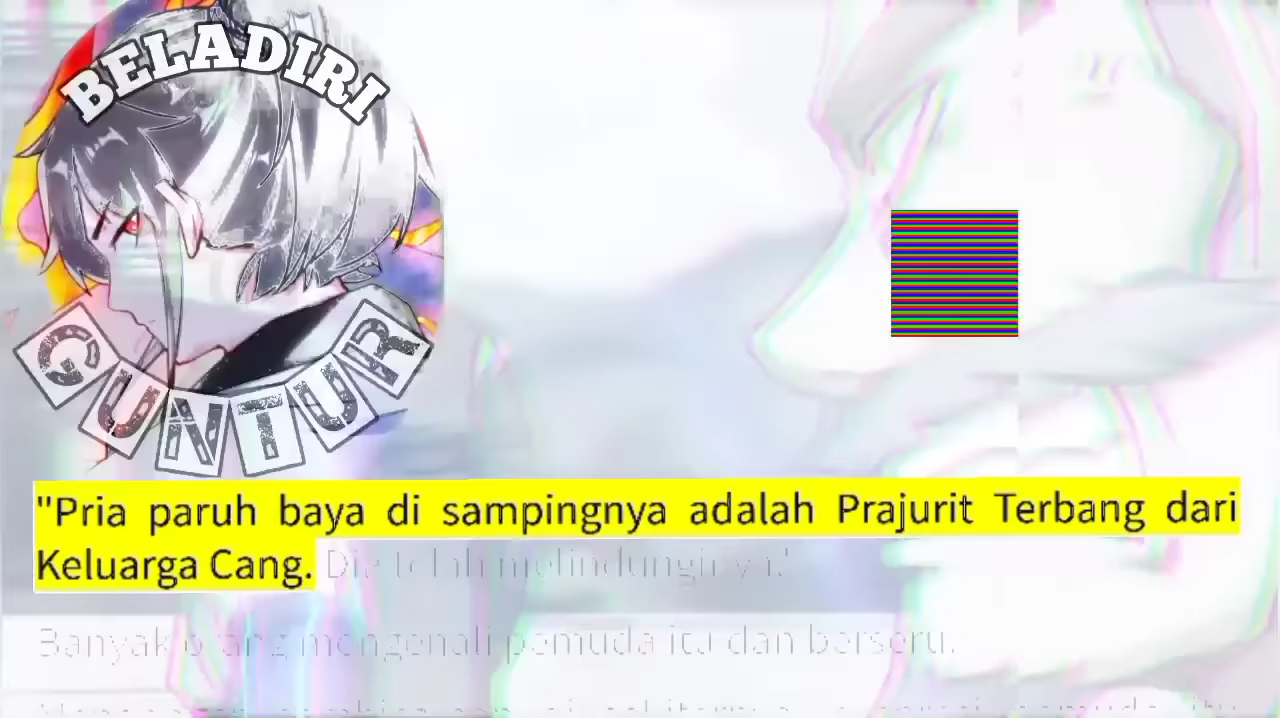 BELADIRI
GUNTUR
"Pria paruh baya di sampingnya adalah Prajurit Terbang dari
Keluarga Cang. Dia telah melindunginya."
Banyak orang mengenali pemuda itu dan berseru.